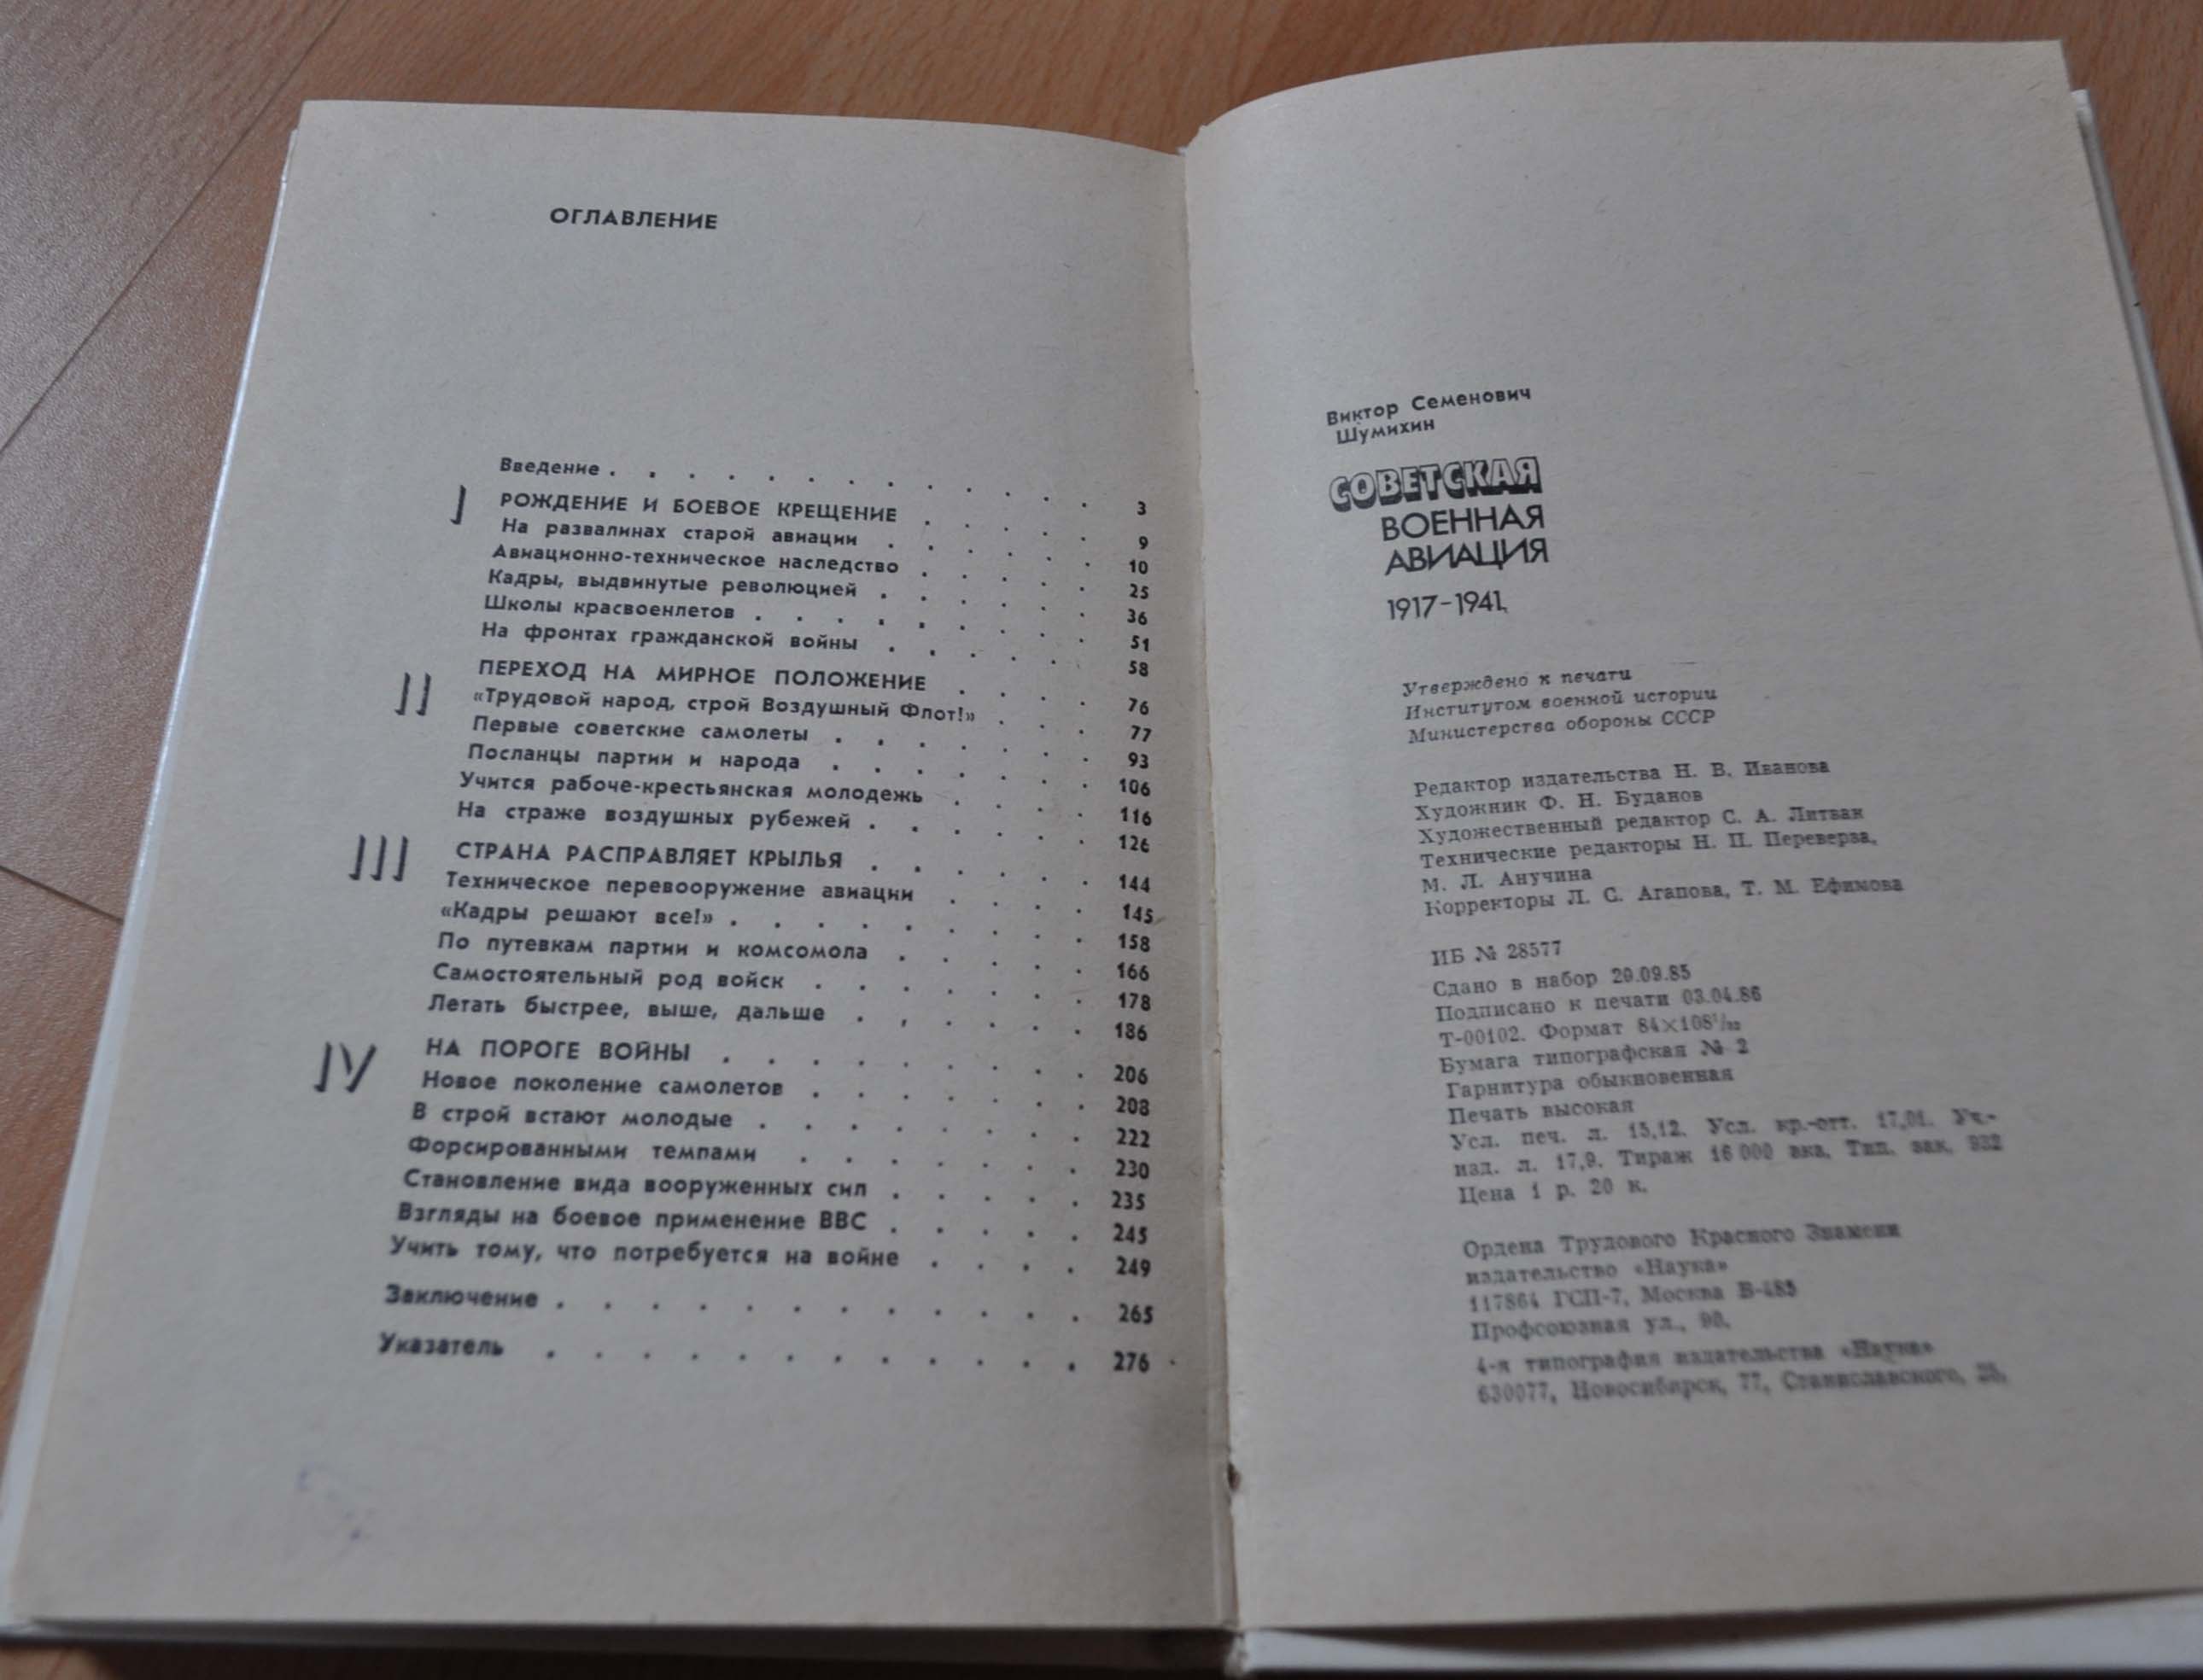 ОГЛАВЛЕНИЕ
Введение . . . . . . . . . . . . . 3
I РОЖДЕНИЕ И БОЕВОЕ КРЕЩЕНИЕ . . . . . 9
На развалинах старой авиации . . . . . . 10
Авиационно-техническое наследство . . . . . 25
Кадры, выдвинутые революцией . . . . . . 36
Школы красвоенлетов . . . . . . . . . 51
На фронтах гражданской войны . . . . . 58
II ПЕРЕХОД НА МИРНОЕ ПОЛОЖЕНИЕ . . . . 76
«Трудовой народ, строй Воздушный Флот!» . . . 77
Первые советские самолеты . . . . . . . 93
Посланцы партии и народа . . . . . . . 106
Учится рабоче-крестьянская молодежь . . . . 116
На страже воздушных рубежей . . . . . . 126
III СТРАНА РАСПРАВЛЯЕТ КРЫЛЬЯ . . . . . . 144
Техническое перевооружение авиации . . . . 145
«Кадры решают все!» . . . . . . . . . 158
По путевкам партии и комсомола . . . . . 166
Самостоятельный род войск . . . . . . . 178
Летать быстрее, выше, дальше . . . . . . 186
IV НА ПОРОГЕ ВОЙНЫ . . . . . . . . . 206
Новое поколение самолетов . . . . . . . 208
В строй встают молодые . . . . . . . . 222
Форсированными темпами . . . . . . . 230
Становление вида вооруженных сил . . . . . 235
Взгляды на боевое применение ВВС . . . . . 245
Учить тому, что потребуется на войне . . . . 249
Заключение . . . . . . . . . . . . 265
Указатель . . . . . . . . . . . . 276
Виктор Семенович
Шумихин
СОВЕТСКАЯ
ВОЕННАЯ
АВИАЦИЯ
1917-1941
Утверждено к печати
Институтом военной истории
Министерства обороны СССР
Редактор издательства Н. В. Иванова
Художник Ф. Н. Буданов
Художественный редактор С. А. Литвак
Технические редакторы Н. П. Переверза,
М. Л. Анучина
Корректоры Л. С. Агапова, Т. М. Ефимова
ИБ № 28577
Сдано в набор 20.09.85
Подписано к печати 03.04.86
Т-00102. Формат 84×108¹/₃₂
Бумага типографская № 2
Гарнитура обыкновенная
Печать высокая
Усл. печ. л. 15,12. Усл. кр.-отт. 17,01. Уч.-
изд. л. 17,9. Тираж 16 000 экз. Тип. зак. 932
Цена 1 р. 20 к.
Ордена Трудового Красного Знамени
издательство «Наука»
117864 ГСП-7, Москва В-485
Профсоюзная ул., 90.
4-я типография издательства «Наука»
630077, Новосибирск, 77, Станиславского, 25.